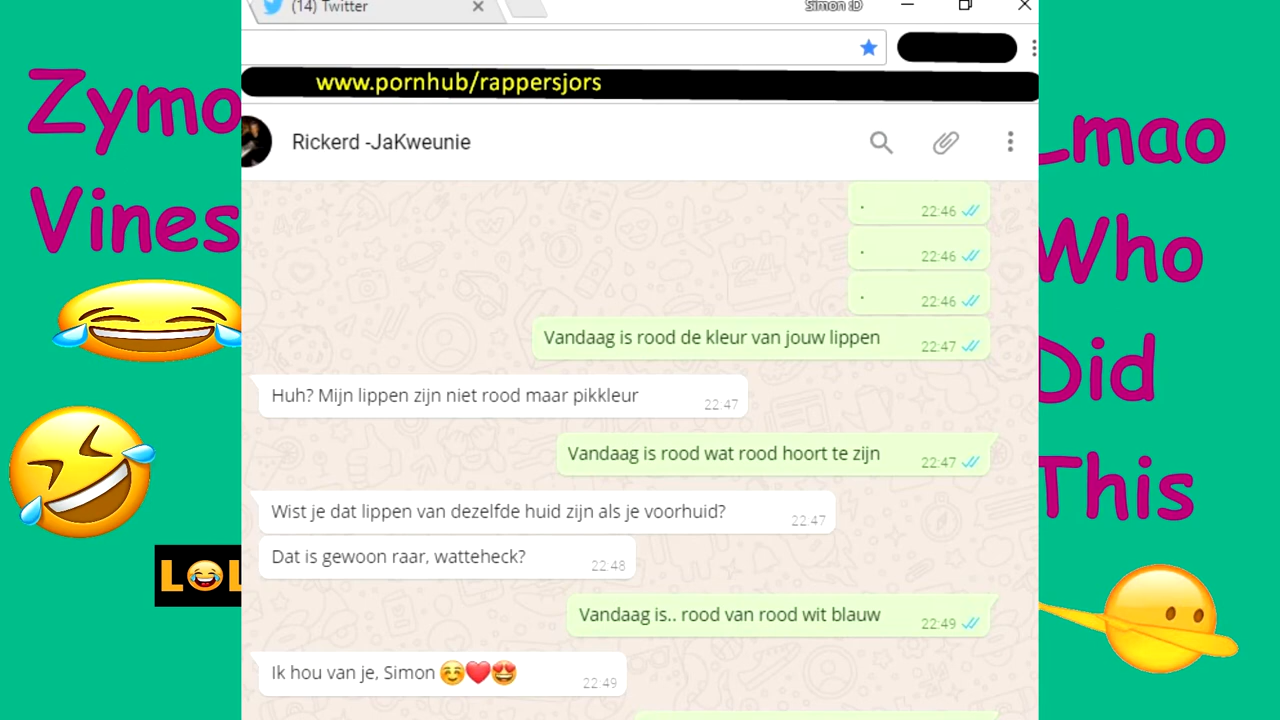 (14) Twitter
Simon :D
www.pornhub/rappersjors
Zymo
Vines
LOL
Rickerd -JaKweunie
. 22:46
. 22:46
. 22:46
Vandaag is rood de kleur van jouw lippen 22:47
Huh? Mijn lippen zijn niet rood maar pikkleur 22:47
Vandaag is rood wat rood hoort te zijn 22:47
Wist je dat lippen van dezelfde huid zijn als je voorhuid? 22:47
Dat is gewoon raar, watteheck? 22:48
Vandaag is.. rood van rood wit blauw 22:49
Ik hou van je, Simon ☺️❤️😍 22:49
Lmao
Who
Did
This